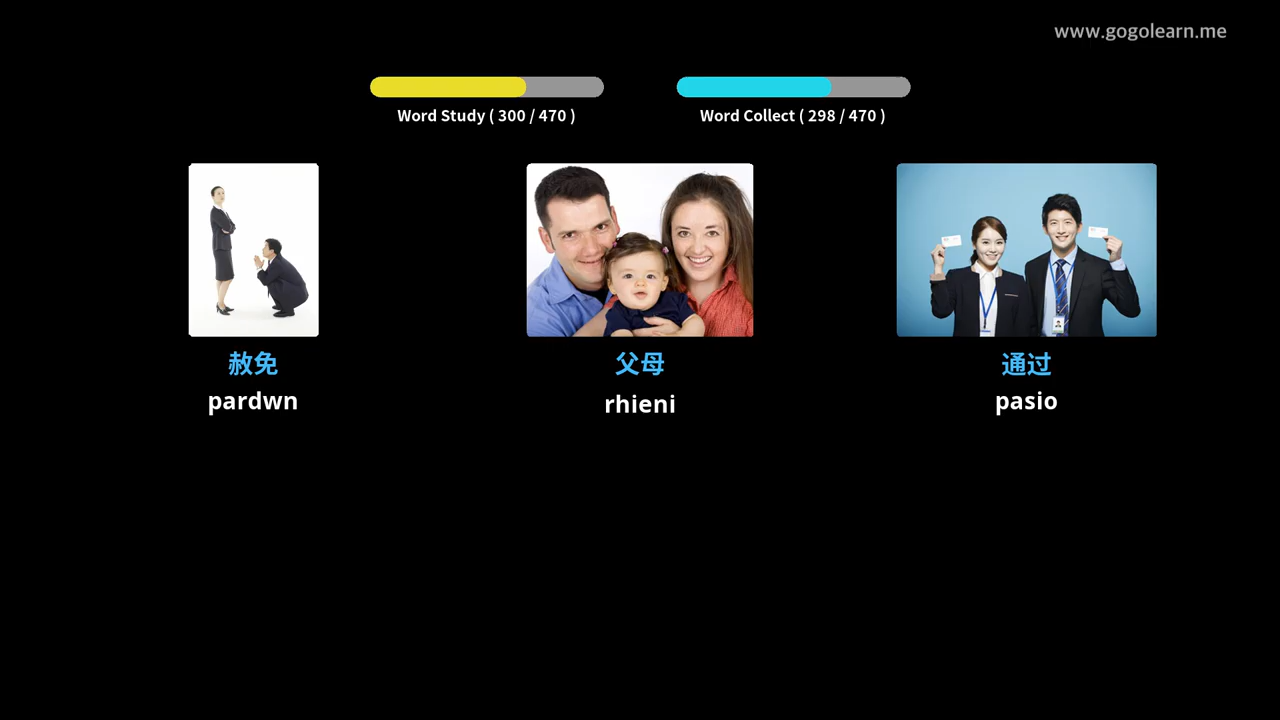 www.gogolearn.me
Word Study ( 300 / 470 )
Word Collect ( 298 / 470 )
赦免
父母
通过
pardwn
rhieni
pasio